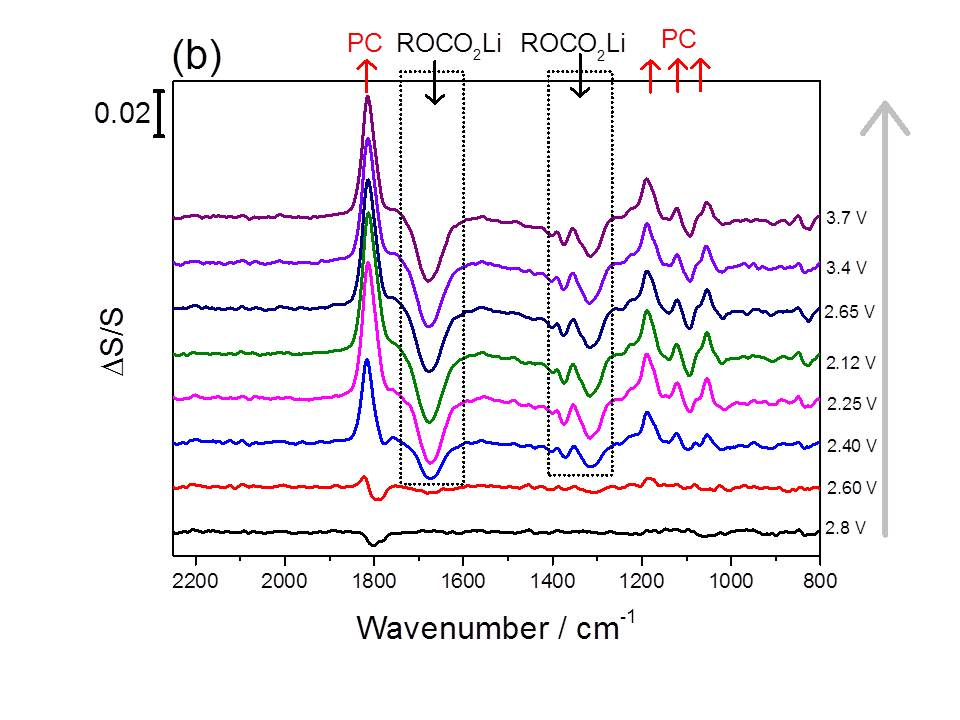 (b)
PC
ROCO₂Li
ROCO₂Li
PC
0.02
3.7 V
3.4 V
2.65 V
2.12 V
2.25 V
2.40 V
2.60 V
2.8 V
ΔS/S
2200 2000 1800 1600 1400 1200 1000 800
Wavenumber / cm⁻¹